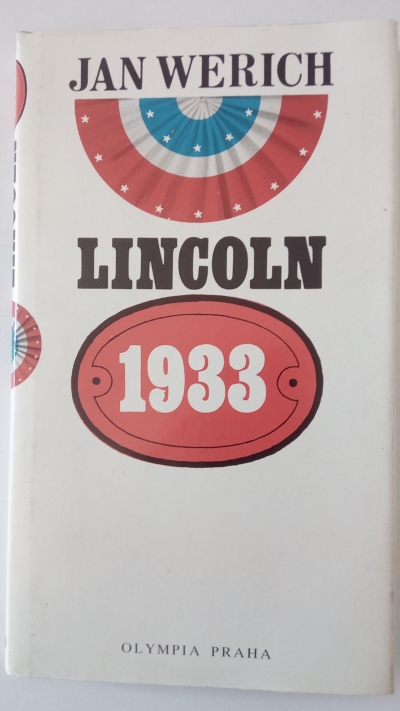 JAN WERICH
LINCOLN
1933
OLYMPIA PRAHA